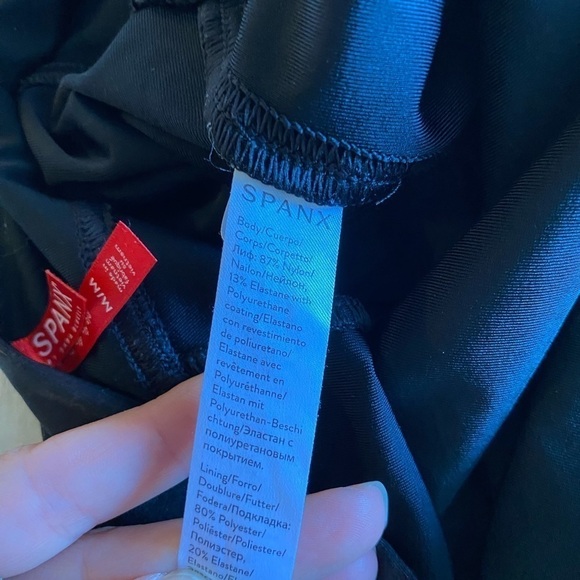 SPANX
Body/Cuerpo/
Corps/Corpetto/
Лиф: 87% Nylon/
Nailon/Нейлон,
13% Elastane with
Polyurethane
coating/Elastano
con revestimiento
de poliuretano/
Elastane avec
revêtement en
Polyuréthane/
Elastan mit
Polyurethan-Beschi
chtung/Эластан с
полиуретановым
покрытием.
Lining/Forro/
Doublure/Futter/
Fodera/Подкладка:
80% Polyester/
Poliéster/Poliestere/
Полиэстер,
20% Elastane/
SPANX
M/M